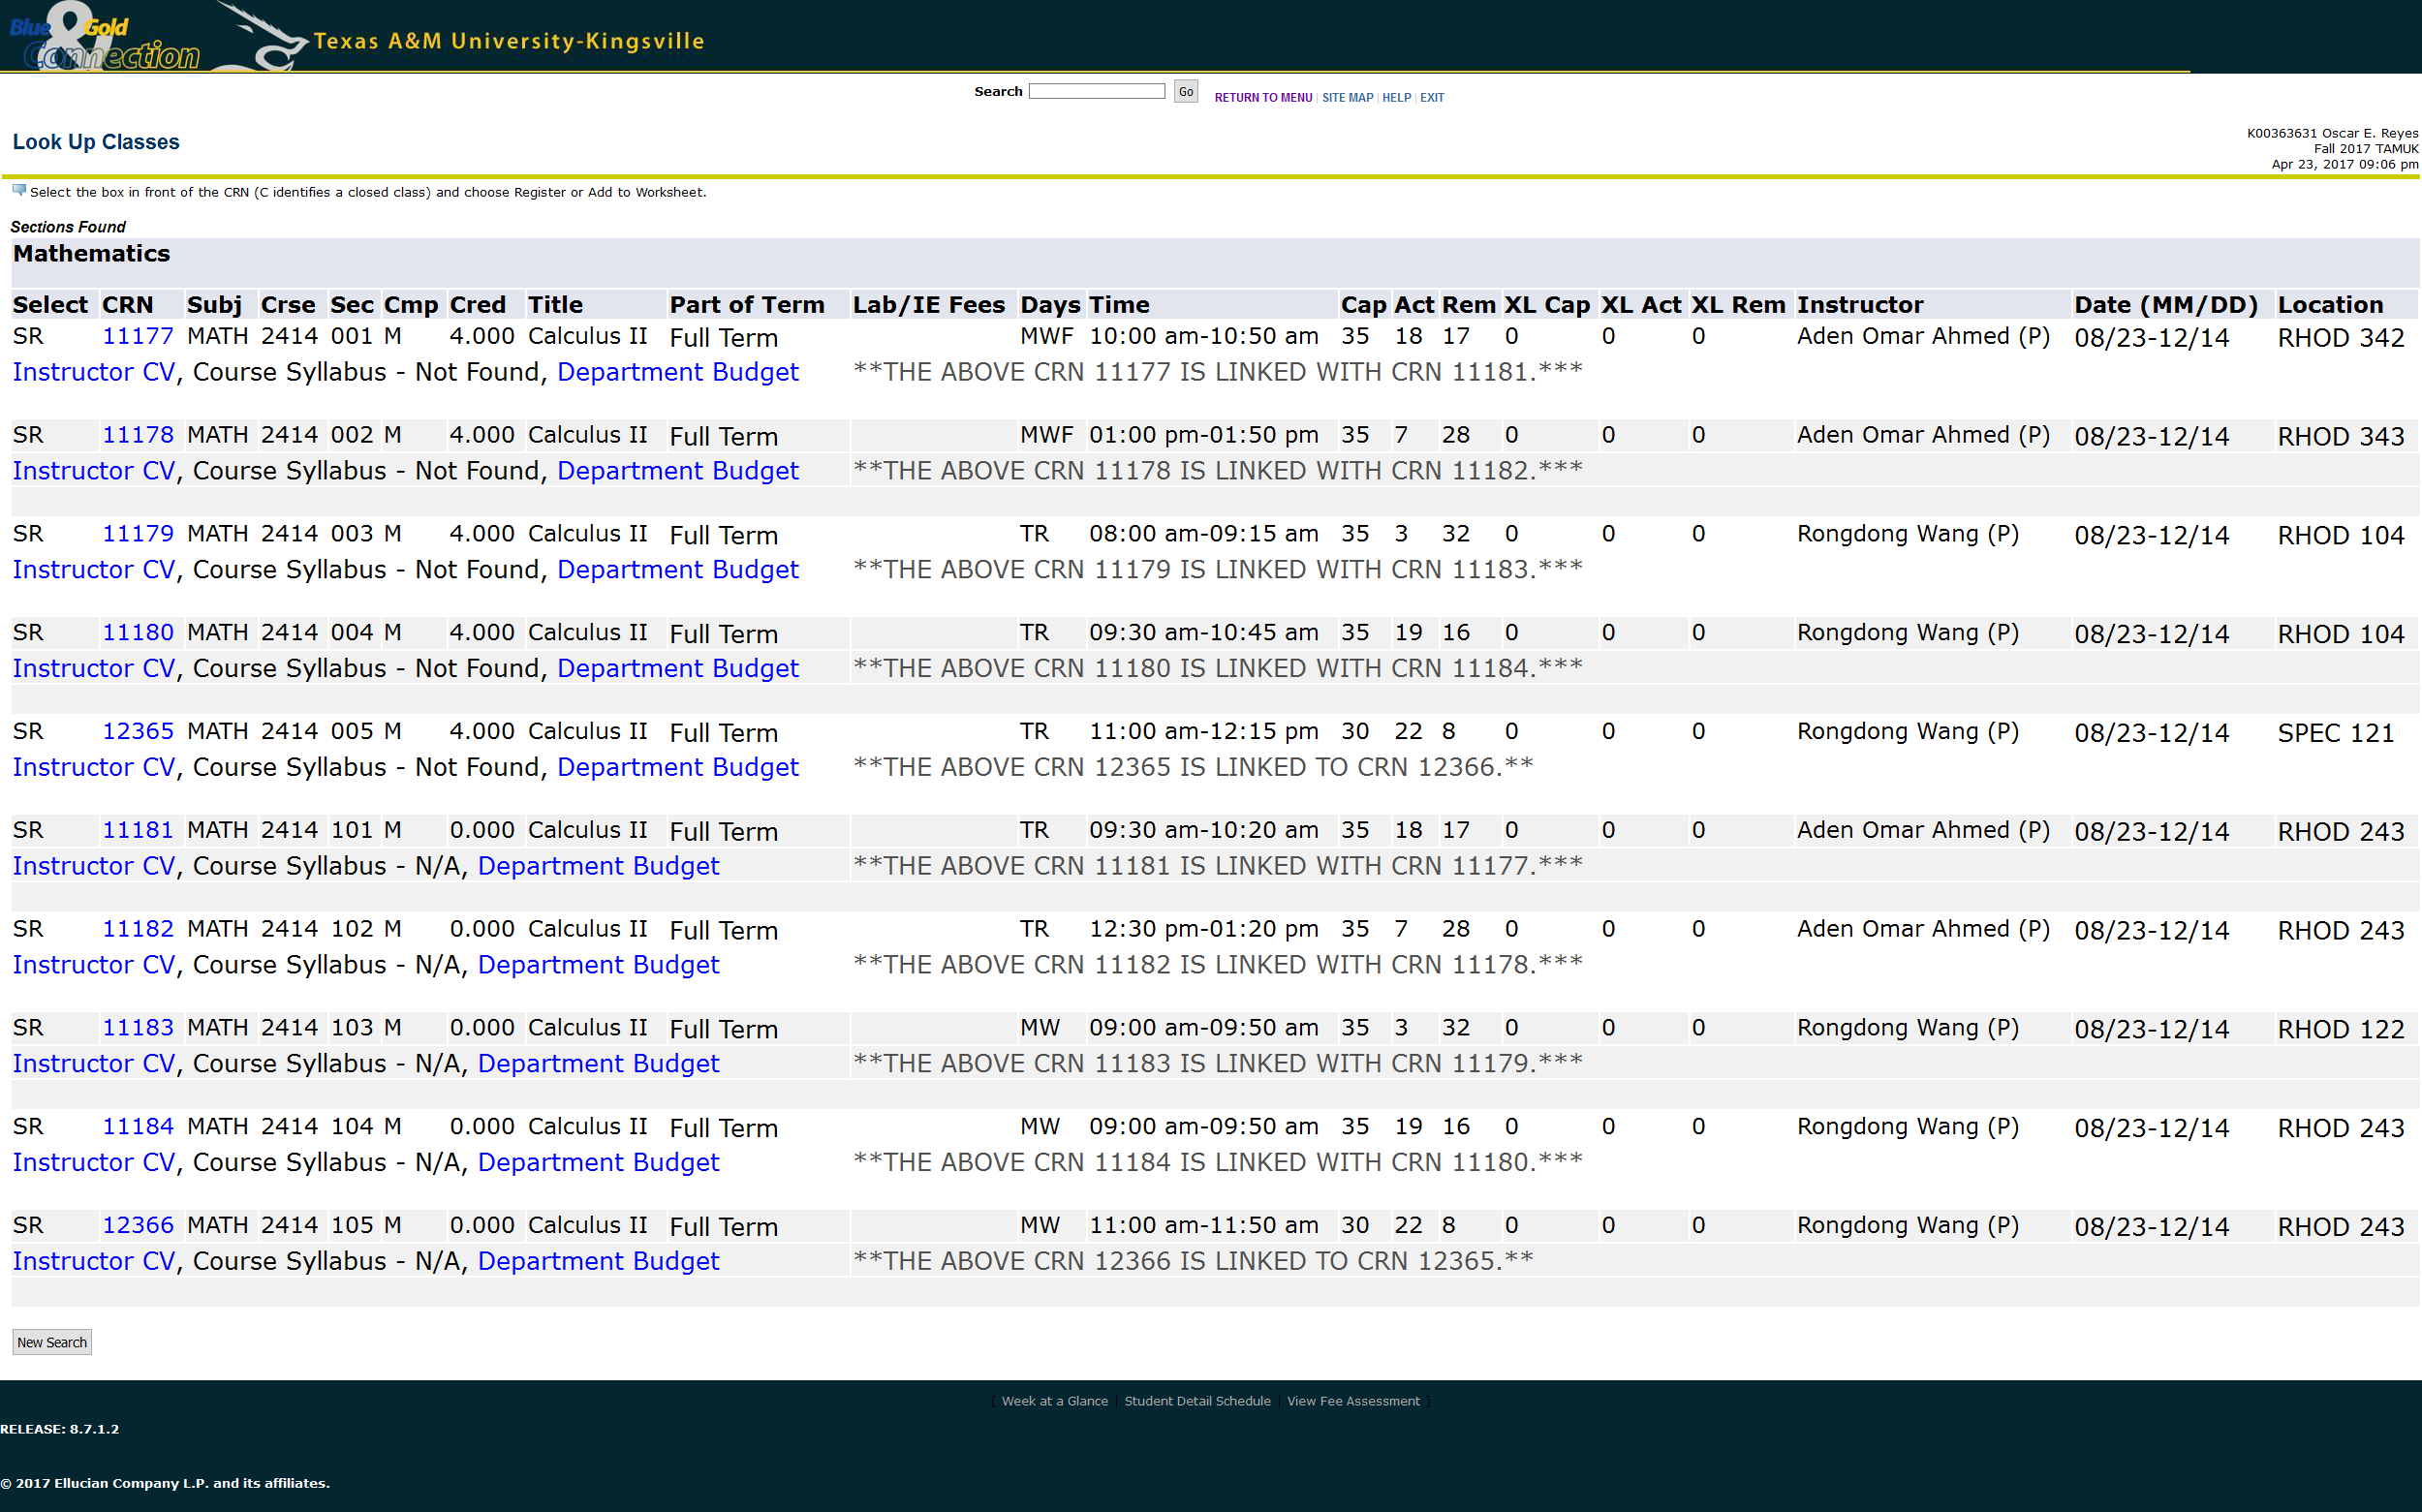 Blue & Gold Connection Texas A&M University-Kingsville
Search Go RETURN TO MENU | SITE MAP | HELP | EXIT
Look Up Classes
K00363631 Oscar E. Reyes
Fall 2017 TAMUK
Apr 23, 2017 09:06 pm
Select the box in front of the CRN (C identifies a closed class) and choose Register or Add to Worksheet.
Sections Found
Mathematics
Select CRN Subj Crse Sec Cmp Cred Title Part of Term Lab/IE Fees Days Time Cap Act Rem XL Cap XL Act XL Rem Instructor Date (MM/DD) Location
SR 11177 MATH 2414 001 M 4.000 Calculus II Full Term MWF 10:00 am-10:50 am 35 18 17 0 0 0 Aden Omar Ahmed (P) 08/23-12/14 RHOD 342
Instructor CV, Course Syllabus - Not Found, Department Budget **THE ABOVE CRN 11177 IS LINKED WITH CRN 11181.***
SR 11178 MATH 2414 002 M 4.000 Calculus II Full Term MWF 01:00 pm-01:50 pm 35 7 28 0 0 0 Aden Omar Ahmed (P) 08/23-12/14 RHOD 343
Instructor CV, Course Syllabus - Not Found, Department Budget **THE ABOVE CRN 11178 IS LINKED WITH CRN 11182.***
SR 11179 MATH 2414 003 M 4.000 Calculus II Full Term TR 08:00 am-09:15 am 35 3 32 0 0 0 Rongdong Wang (P) 08/23-12/14 RHOD 104
Instructor CV, Course Syllabus - Not Found, Department Budget **THE ABOVE CRN 11179 IS LINKED WITH CRN 11183.***
SR 11180 MATH 2414 004 M 4.000 Calculus II Full Term TR 09:30 am-10:45 am 35 19 16 0 0 0 Rongdong Wang (P) 08/23-12/14 RHOD 104
Instructor CV, Course Syllabus - Not Found, Department Budget **THE ABOVE CRN 11180 IS LINKED WITH CRN 11184.***
SR 12365 MATH 2414 005 M 4.000 Calculus II Full Term TR 11:00 am-12:15 pm 30 22 8 0 0 0 Rongdong Wang (P) 08/23-12/14 SPEC 121
Instructor CV, Course Syllabus - Not Found, Department Budget **THE ABOVE CRN 12365 IS LINKED TO CRN 12366.**
SR 11181 MATH 2414 101 M 0.000 Calculus II Full Term TR 09:30 am-10:20 am 35 18 17 0 0 0 Aden Omar Ahmed (P) 08/23-12/14 RHOD 243
Instructor CV, Course Syllabus - N/A, Department Budget **THE ABOVE CRN 11181 IS LINKED WITH CRN 11177.***
SR 11182 MATH 2414 102 M 0.000 Calculus II Full Term TR 12:30 pm-01:20 pm 35 7 28 0 0 0 Aden Omar Ahmed (P) 08/23-12/14 RHOD 243
Instructor CV, Course Syllabus - N/A, Department Budget **THE ABOVE CRN 11182 IS LINKED WITH CRN 11178.***
SR 11183 MATH 2414 103 M 0.000 Calculus II Full Term MW 09:00 am-09:50 am 35 3 32 0 0 0 Rongdong Wang (P) 08/23-12/14 RHOD 122
Instructor CV, Course Syllabus - N/A, Department Budget **THE ABOVE CRN 11183 IS LINKED WITH CRN 11179.***
SR 11184 MATH 2414 104 M 0.000 Calculus II Full Term MW 09:00 am-09:50 am 35 19 16 0 0 0 Rongdong Wang (P) 08/23-12/14 RHOD 243
Instructor CV, Course Syllabus - N/A, Department Budget **THE ABOVE CRN 11184 IS LINKED WITH CRN 11180.***
SR 12366 MATH 2414 105 M 0.000 Calculus II Full Term MW 11:00 am-11:50 am 30 22 8 0 0 0 Rongdong Wang (P) 08/23-12/14 RHOD 243
Instructor CV, Course Syllabus - N/A, Department Budget **THE ABOVE CRN 12366 IS LINKED TO CRN 12365.**
New Search
[ Week at a Glance | Student Detail Schedule | View Fee Assessment ]
RELEASE: 8.7.1.2
© 2017 Ellucian Company L.P. and its affiliates.